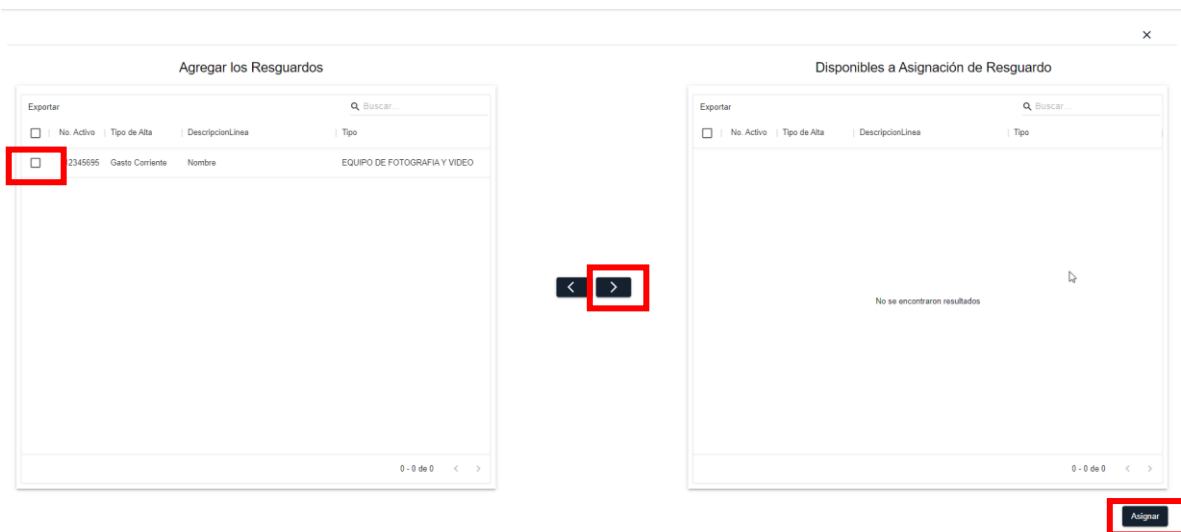 Agregar los Resguardos
Exportar
Buscar...
No. Activo
Tipo de Alta
DescripcionLinea
Tipo
12345695
Gasto Corriente
Nombre
EQUIPO DE FOTOGRAFIA Y VIDEO
0 - 0 de 0
Disponibles a Asignación de Resguardo
Exportar
Buscar...
No. Activo
Tipo de Alta
DescripcionLinea
Tipo
No se encontraron resultados
0 - 0 de 0
Asignar